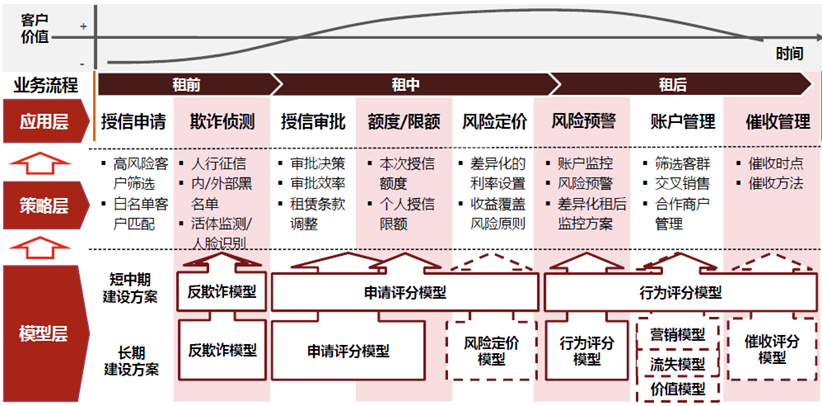 客户
价值
+
-
时间
业务流程
租前
租中
租后
应用层
授信申请
欺诈侦测
授信审批
额度/限额
风险定价
风险预警
账户管理
催收管理
策略层
• 高风险客
户筛选
• 白名单客
户匹配
• 人行征信
• 内/外部黑
名单
• 活体监测/
人脸识别
• 审批决策
• 审批效率
• 租赁条款
调整
• 本次授信
额度
• 个人授信
限额
• 差异化的
利率设置
• 收益覆盖
风险原则
• 账户监控
• 风险预警
• 差异化租后
监控方案
• 筛选客群
• 交叉销售
• 合作商户
管理
• 催收时点
• 催收方法
模型层
短中期
建设方案
反欺诈模型
申请评分模型
行为评分模型
长期
建设方案
反欺诈模型
申请评分模型
风险定价
模型
行为评分
模型
营销模型
流失模型
价值模型
催收评分
模型